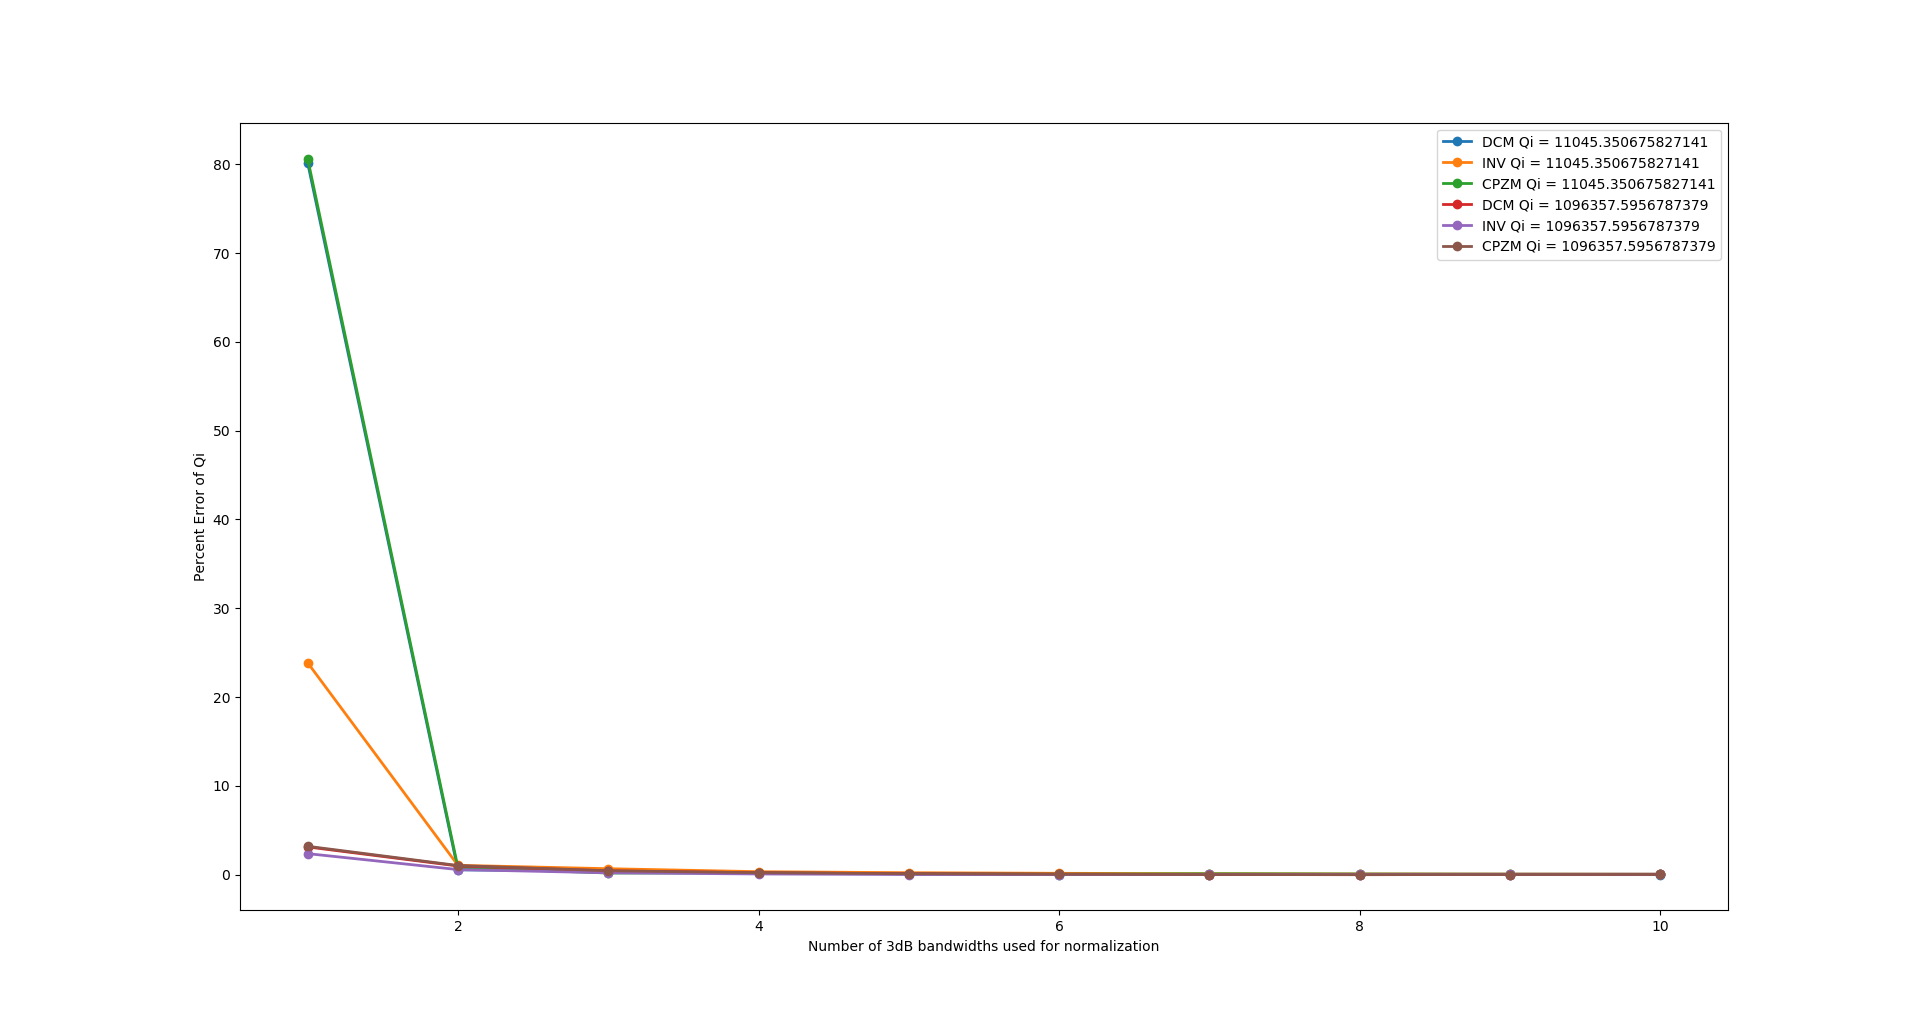 DCM Qi = 11045.350675827141
INV Qi = 11045.350675827141
CPZM Qi = 11045.350675827141
DCM Qi = 1096357.5956787379
INV Qi = 1096357.5956787379
CPZM Qi = 1096357.5956787379
80
70
60
50
40
30
20
10
0
Percent Error of Qi
2 4 6 8 10
Number of 3dB bandwidths used for normalization